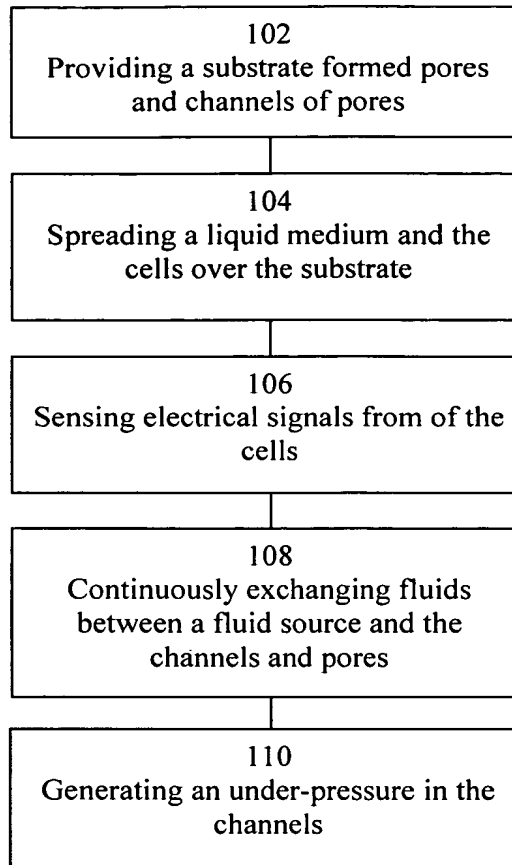 102
Providing a substrate formed pores
and channels of pores
104
Spreading a liquid medium and the
cells over the substrate
106
Sensing electrical signals from of the
cells
108
Continuously exchanging fluids
between a fluid source and the
channels and pores
110
Generating an under-pressure in the
channels